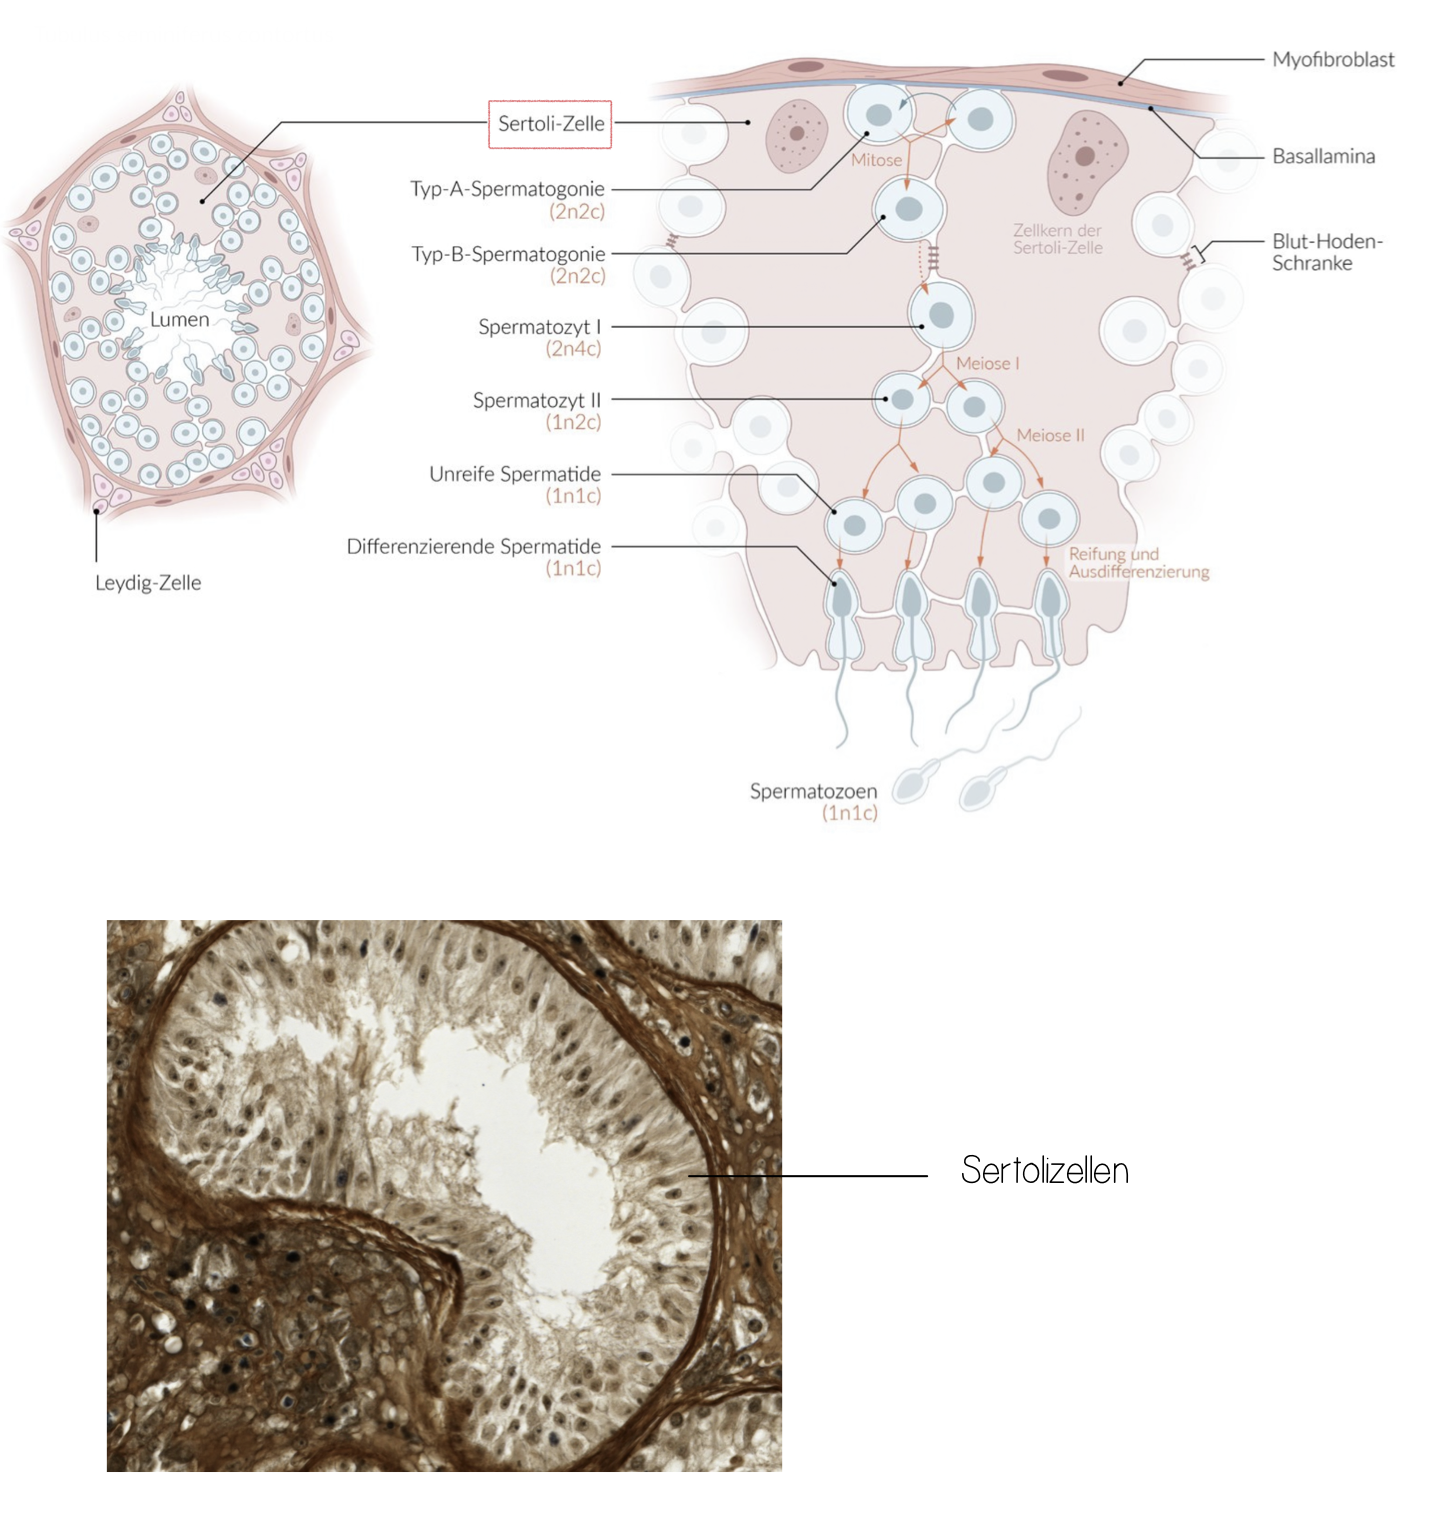 Myofibroblast
Sertoli-Zelle
Basallamina
Mitose
Typ-A-Spermatogonie
(2n2c)
Zellkern der
Sertoli-Zelle
Typ-B-Spermatogonie
(2n2c)
Blut-Hoden-
Schranke
Lumen
Spermatozyt I
(2n4c)
Meiose I
Spermatozyt II
(1n2c)
Meiose II
Unreife Spermatide
(1n1c)
Differenzierende Spermatide
(1n1c)
Reifung und
Ausdifferenzierung
Leydig-Zelle
Spermatozoen
(1n1c)
Sertolizellen